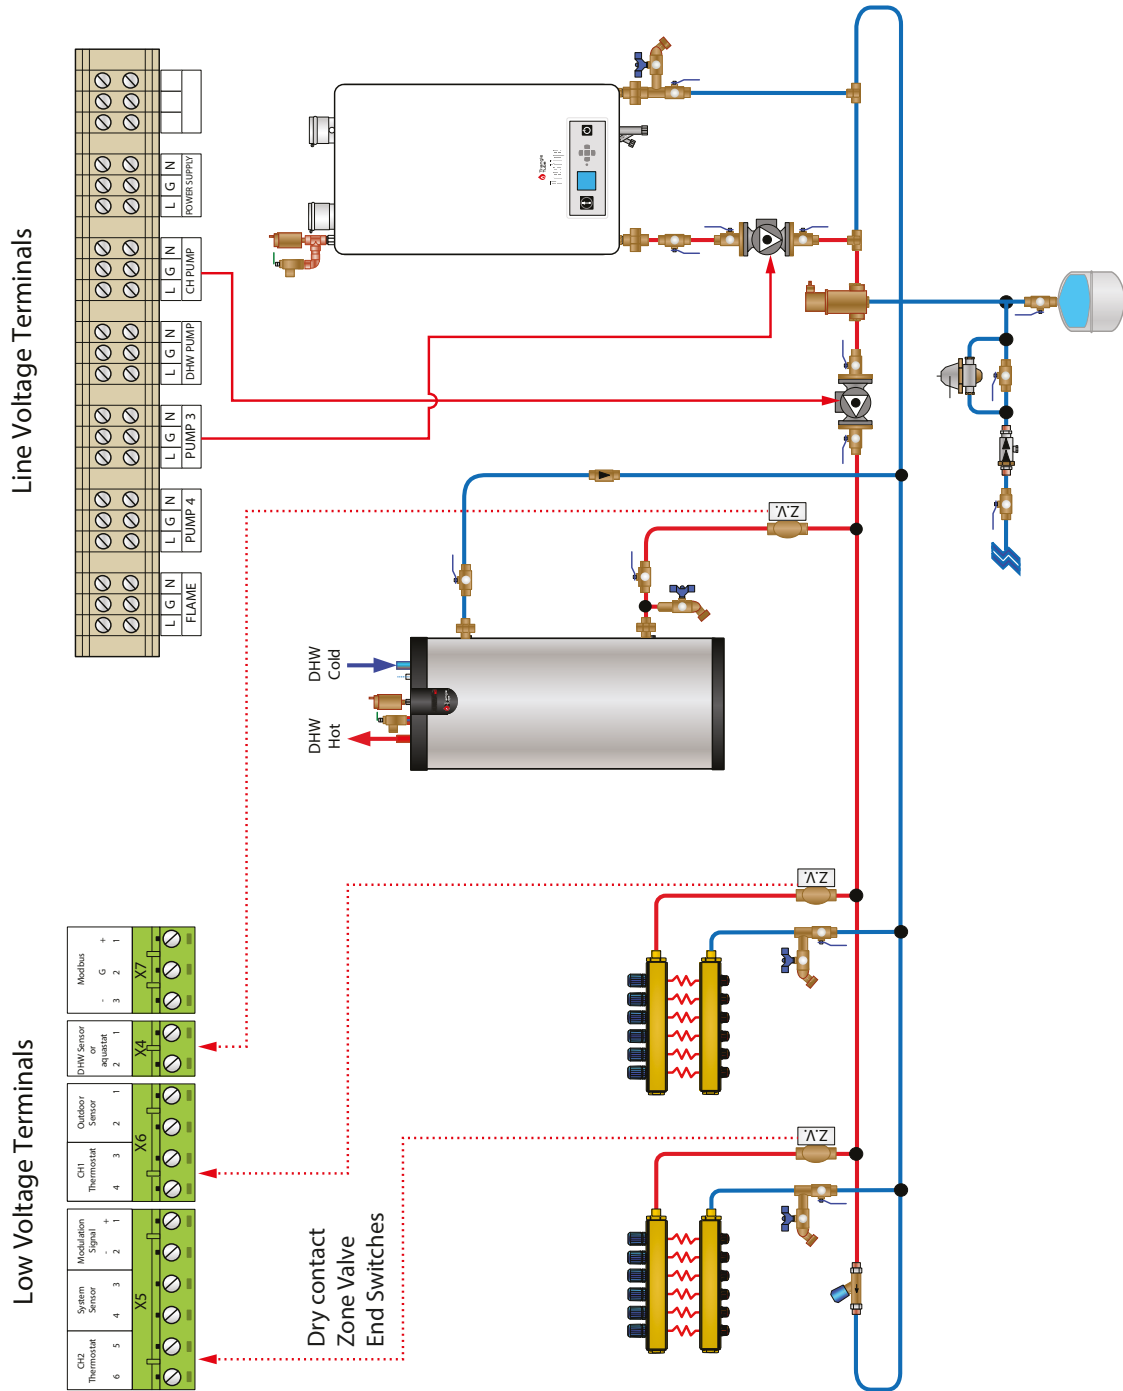 Low Voltage Terminals
Line Voltage Terminals
CH2
Thermostat
6 5
System
Sensor
4 3
Modulation
Signal
- +
2 1
X5
CH1
Thermostat
4 3
Outdoor
Sensor
2 1
X6
DHW Sensor
or
aquastat
2 1
X4
Modbus
- G +
3 2 1
X7
L G N
FLAME
L G N
PUMP 4
L G N
PUMP 3
L G N
DHW PUMP
L G N
CH PUMP
L G N
POWER SUPPLY
Dry contact
Zone Valve
End Switches
DHW
Hot
DHW
Cold
Triangle
Tube
Z.V.
Z.V.
Z.V.